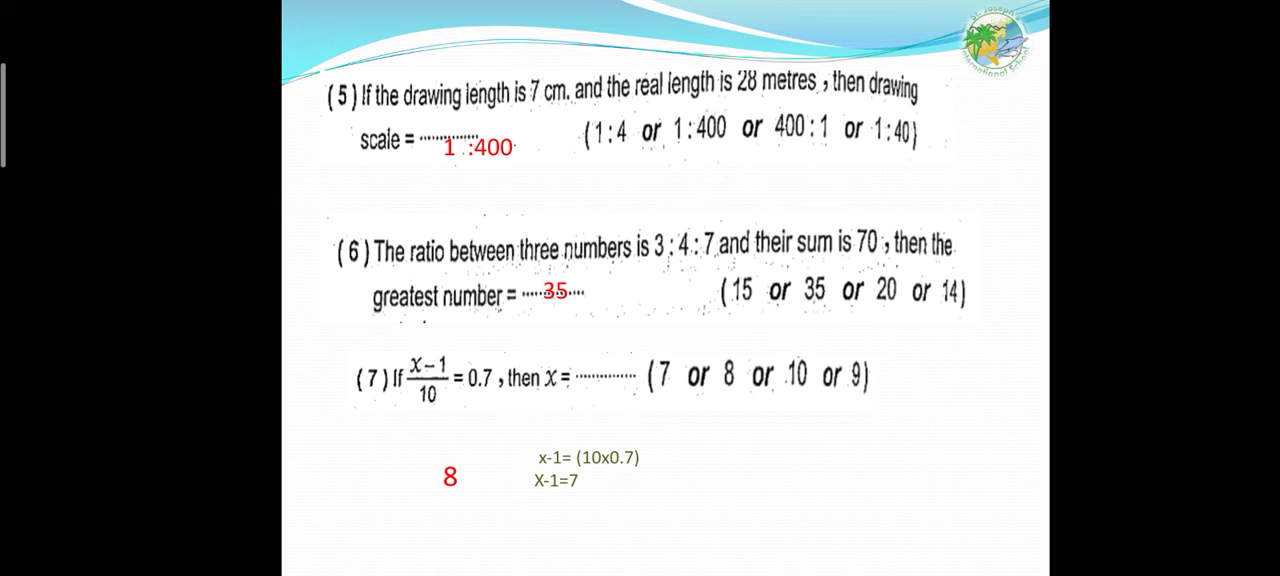 St. Joseph's
International School
( 5 ) If the drawing length is 7 cm. and the real length is 28 metres , then drawing
scale = ............... 1 :400 (1 : 4 or 1 : 400 or 400 : 1 or 1 : 40)
( 6 ) The ratio between three numbers is 3 : 4 : 7 and their sum is 70 , then the
greatest number = .....35.... (15 or 35 or 20 or 14)
( 7 ) If x – 1 / 10 = 0.7 , then x = .............. (7 or 8 or 10 or 9)
x-1= (10x0.7)
8 X-1=7